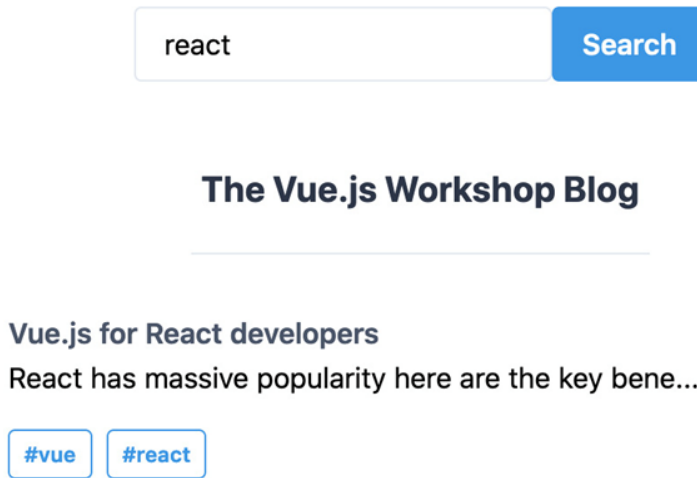 react
Search
The Vue.js Workshop Blog
Vue.js for React developers
React has massive popularity here are the key bene...
#vue
#react